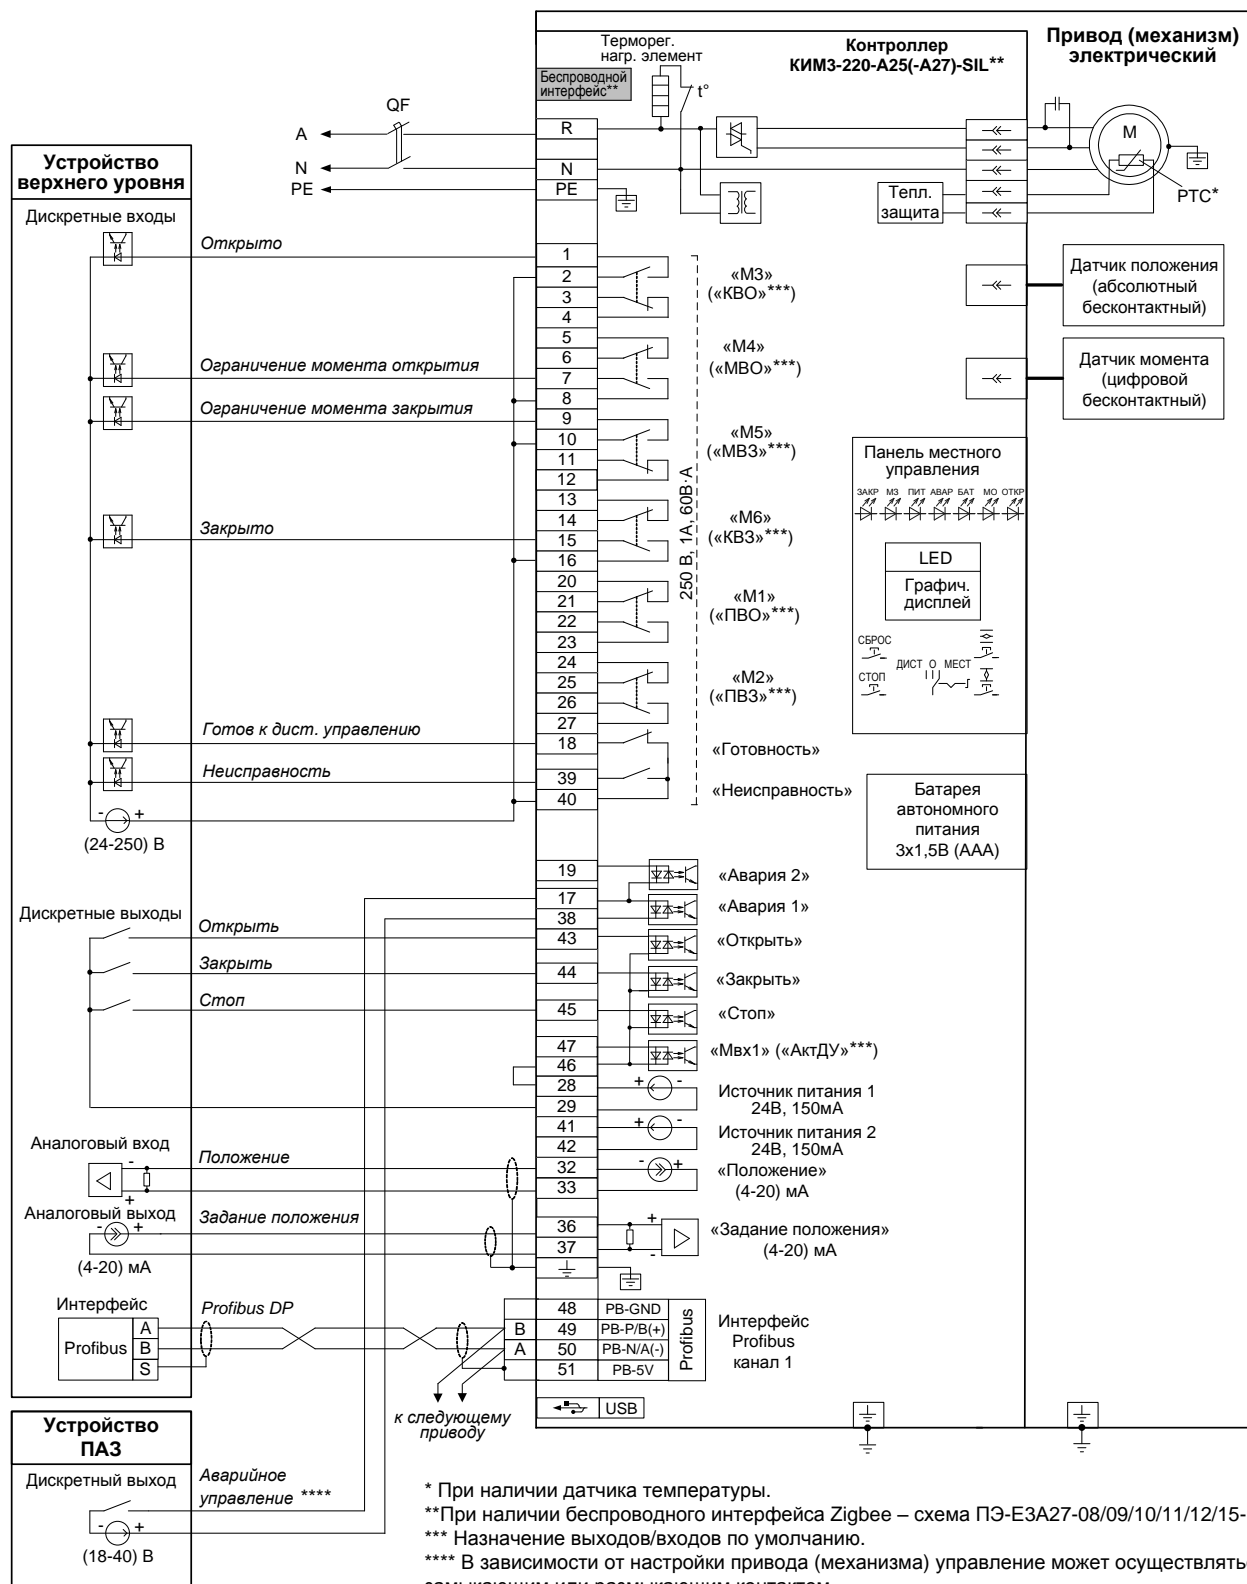 Привод (механизм)
электрический
Контроллер
КИМ3-220-А25(-А27)-SIL**
Терморег.
нагр. элемент
Беспроводной
интерфейс**
t°
QF
A
R
N
N
PE
PE
M
PTC*
Тепл.
защита
Устройство
верхнего уровня
Дискретные входы
Открыто
1
2
3
4
«М3»
(«КВО»***)
Датчик положения
(абсолютный
бесконтактный)
5
6
7
8
«М4»
(«МВО»***)
Ограничение момента открытия
Датчик момента
(цифровой
бесконтактный)
Ограничение момента закрытия
9
10
11
12
«М5»
(«МВЗ»***)
Панель местного
управления
ЗАКР МЗ ПИТ АВАР БАТ МО ОТКР
13
14
15
16
«М6»
(«КВЗ»***)
Закрыто
250 В, 1А, 60В·А
LED
Графич.
дисплей
20
21
22
23
«М1»
(«ПВО»***)
СБРОС
СТОП
ДИСТ О МЕСТ
24
25
26
27
«М2»
(«ПВЗ»***)
Готов к дист. управлению
18
«Готовность»
Неисправность
39
40
«Неисправность»
- +
(24-250) В
Батарея
автономного
питания
3х1,5В (ААА)
19
«Авария 2»
17
38
«Авария 1»
Дискретные выходы
Открыть
43
«Открыть»
Закрыть
44
«Закрыть»
Стоп
45
«Стоп»
47
46
«Мвх1» («АктДУ»***)
28
29
+ -
Источник питания 1
24В, 150мА
41
42
+ -
Источник питания 2
24В, 150мА
Аналоговый вход
-
+
Положение
32
33
- +
«Положение»
(4-20) мА
Аналоговый выход
- +
(4-20) мА
Задание положения
36
37
+
-
«Задание положения»
(4-20) мА
Интерфейс
Profibus
A
B
S
Profibus DP
B
A
48 PB-GND
49 PB-P/B(+)
50 PB-N/A(-)
51 PB-5V
Profibus
Интерфейс
Profibus
канал 1
USB
к следующему
приводу
Устройство
ПАЗ
Дискретный выход
- +
(18-40) В
Аварийное
управление ****
* При наличии датчика температуры.
**При наличии беспроводного интерфейса Zigbee – схема ПЭ-Е3А27-08/09/10/11/12/15-
*** Назначение выходов/входов по умолчанию.
**** В зависимости от настройки привода (механизма) управление может осуществлять